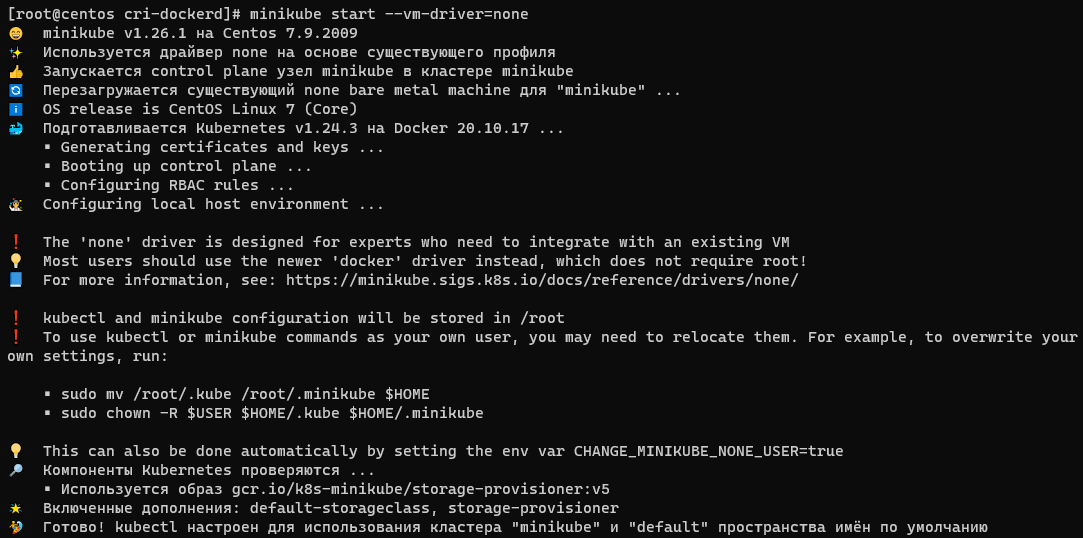 [root@centos cri-dockerd]# minikube start --vm-driver=none
😄  minikube v1.26.1 на Centos 7.9.2009
✨  Используется драйвер none на основе существующего профиля
👍  Запускается control plane узел minikube в кластере minikube
🔄  Перезагружается существующий none bare metal machine для "minikube" ...
ℹ️  OS release is CentOS Linux 7 (Core)
🐳  Подготавливается Kubernetes v1.24.3 на Docker 20.10.17 ...
    ▪ Generating certificates and keys ...
    ▪ Booting up control plane ...
    ▪ Configuring RBAC rules ...
🤹  Configuring local host environment ...
❗  The 'none' driver is designed for experts who need to integrate with an existing VM
💡  Most users should use the newer 'docker' driver instead, which does not require root!
📘  For more information, see: https://minikube.sigs.k8s.io/docs/reference/drivers/none/
❗  kubectl and minikube configuration will be stored in /root
❗  To use kubectl or minikube commands as your own user, you may need to relocate them. For example, to overwrite your
own settings, run:
    ▪ sudo mv /root/.kube /root/.minikube $HOME
    ▪ sudo chown -R $USER $HOME/.kube $HOME/.minikube
💡  This can also be done automatically by setting the env var CHANGE_MINIKUBE_NONE_USER=true
🔎  Компоненты Kubernetes проверяются ...
    ▪ Используется образ gcr.io/k8s-minikube/storage-provisioner:v5
🌟  Включенные дополнения: default-storageclass, storage-provisioner
🏄  Готово! kubectl настроен для использования кластера "minikube" и "default" пространства имён по умолчанию